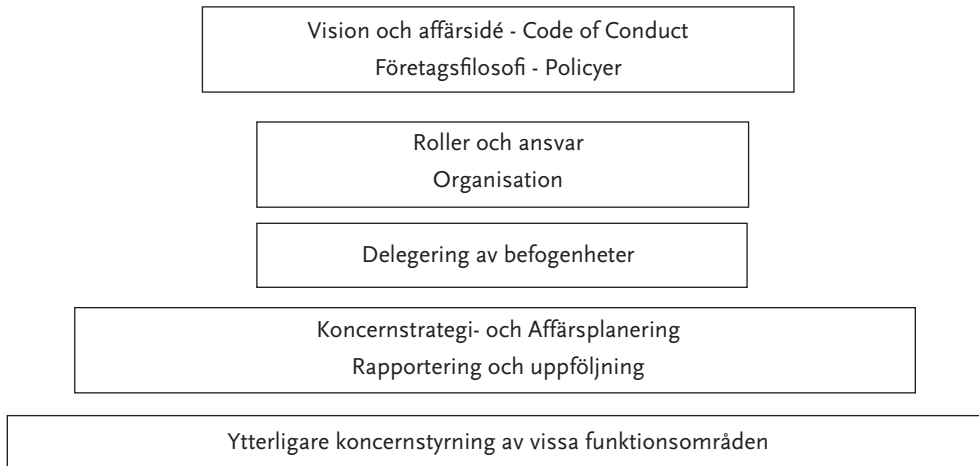 Vision och affärsidé - Code of Conduct
Företagsfilosofi - Policyer
Roller och ansvar
Organisation
Delegering av befogenheter
Koncernstrategi- och Affärsplanering
Rapportering och uppföljning
Ytterligare koncernstyrning av vissa funktionsområden